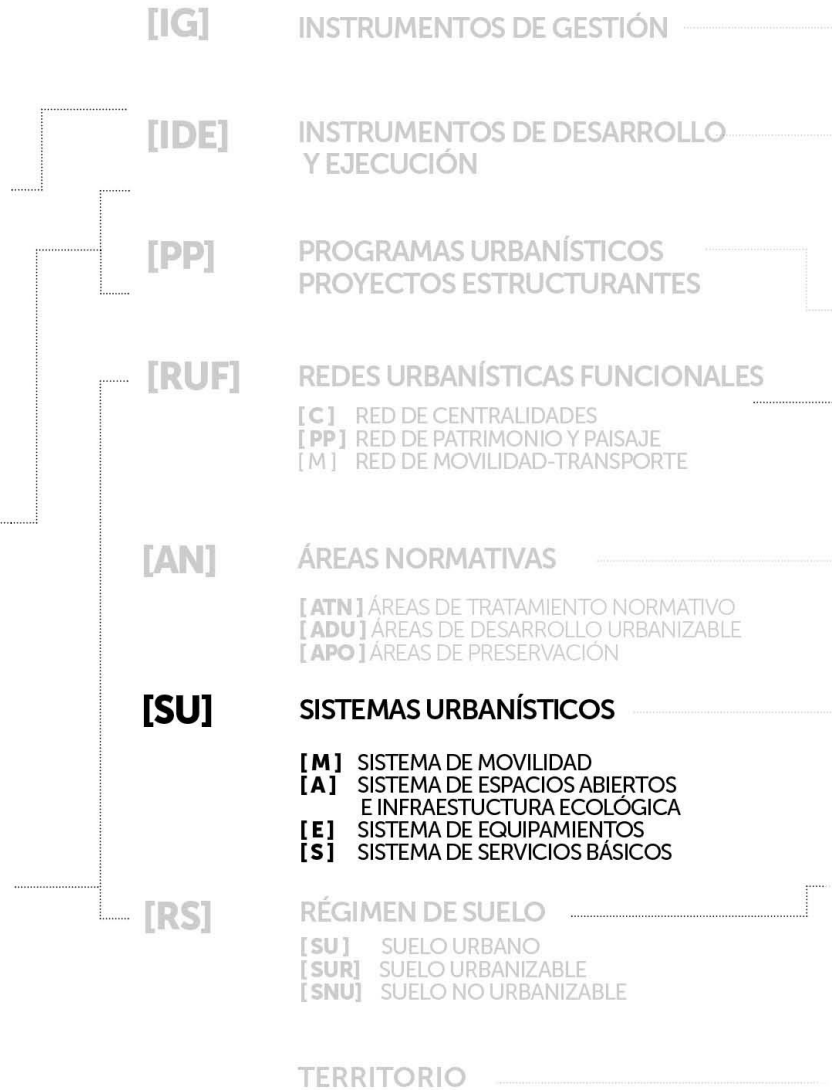 [IG] INSTRUMENTOS DE GESTIÓN
[IDE] INSTRUMENTOS DE DESARROLLO
Y EJECUCIÓN
[PP] PROGRAMAS URBANÍSTICOS
PROYECTOS ESTRUCTURANTES
[RUF] REDES URBANÍSTICAS FUNCIONALES
[C] RED DE CENTRALIDADES
[PP] RED DE PATRIMONIO Y PAISAJE
[M] RED DE MOVILIDAD-TRANSPORTE
[AN] ÁREAS NORMATIVAS
[ATN] ÁREAS DE TRATAMIENTO NORMATIVO
[ADU] ÁREAS DE DESARROLLO URBANIZABLE
[APO] ÁREAS DE PRESERVACIÓN
[SU] SISTEMAS URBANÍSTICOS
[M] SISTEMA DE MOVILIDAD
[A] SISTEMA DE ESPACIOS ABIERTOS
E INFRAESTUCTURA ECOLÓGICA
[E] SISTEMA DE EQUIPAMIENTOS
[S] SISTEMA DE SERVICIOS BÁSICOS
[RS] RÉGIMEN DE SUELO
[SU] SUELO URBANO
[SUR] SUELO URBANIZABLE
[SNU] SUELO NO URBANIZABLE
TERRITORIO